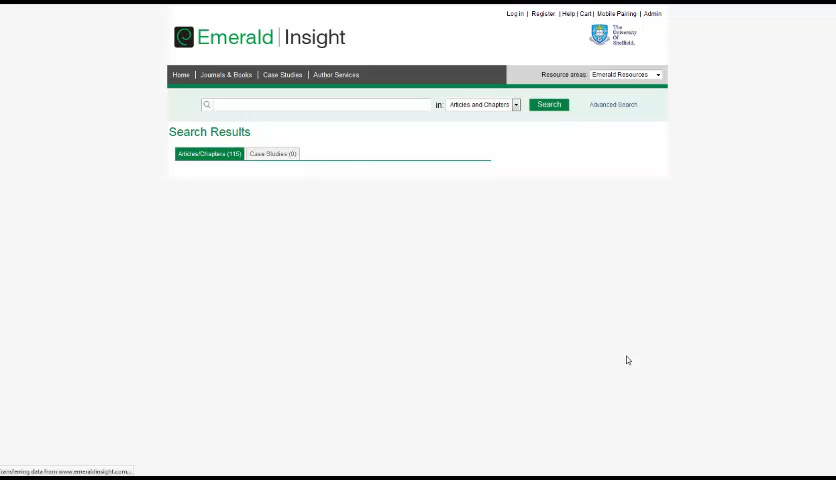 Log in | Register | Help | Cart | Mobile Pairing | Admin
Emerald | Insight
The University Of Sheffield.
Home | Journals & Books | Case Studies | Author Services
Resource areas: Emerald Resources
in: Articles and Chapters Search Advanced Search
Search Results
Articles/Chapters (115) Case Studies (0)
Transferring data from www.emeraldinsight.com...